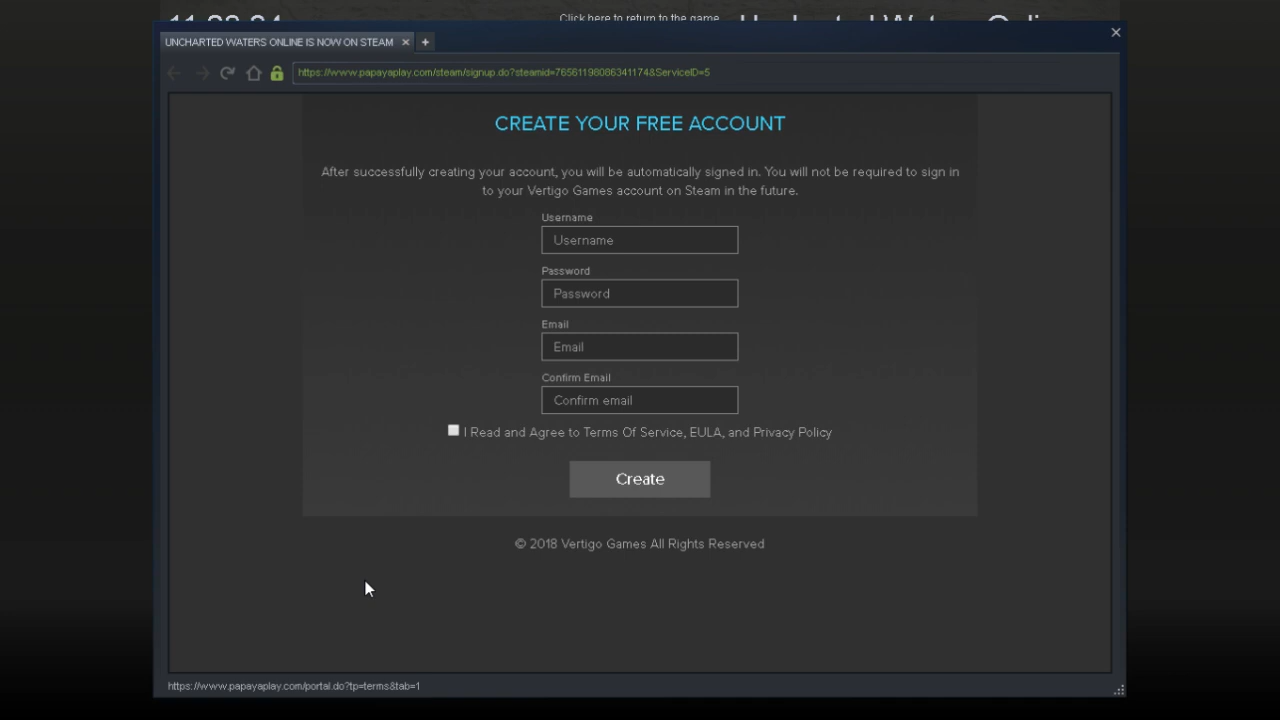 Click here to return to the game
UNCHARTED WATERS ONLINE IS NOW ON STEAM
https://www.papayaplay.com/steam/signup.do?steamid=76561198086341174&ServiceID=5
CREATE YOUR FREE ACCOUNT
After successfully creating your account, you will be automatically signed in. You will not be required to sign in
to your Vertigo Games account on Steam in the future.
Username
Username
Password
Password
Email
Email
Confirm Email
Confirm email
I Read and Agree to Terms Of Service, EULA, and Privacy Policy
Create
© 2018 Vertigo Games All Rights Reserved
https://www.papayaplay.com/portal.do?tp=terms&tab=1